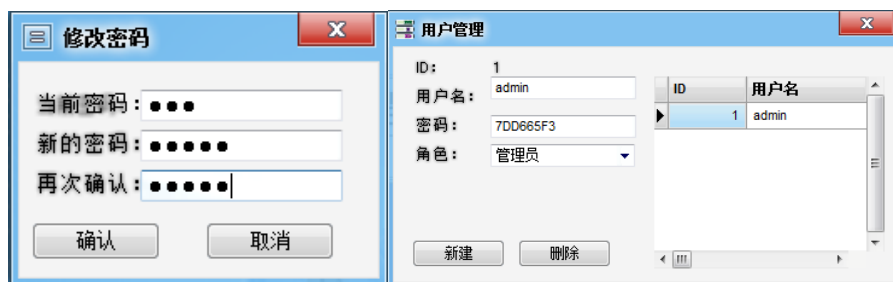 修改密码
当前密码:●●●
新的密码:●●●●●
再次确认:●●●●●
确认 取消
用户管理
ID: 1
用户名: admin
密码: 7DD665F3
角色: 管理员
新建 删除
ID 用户名
1 admin